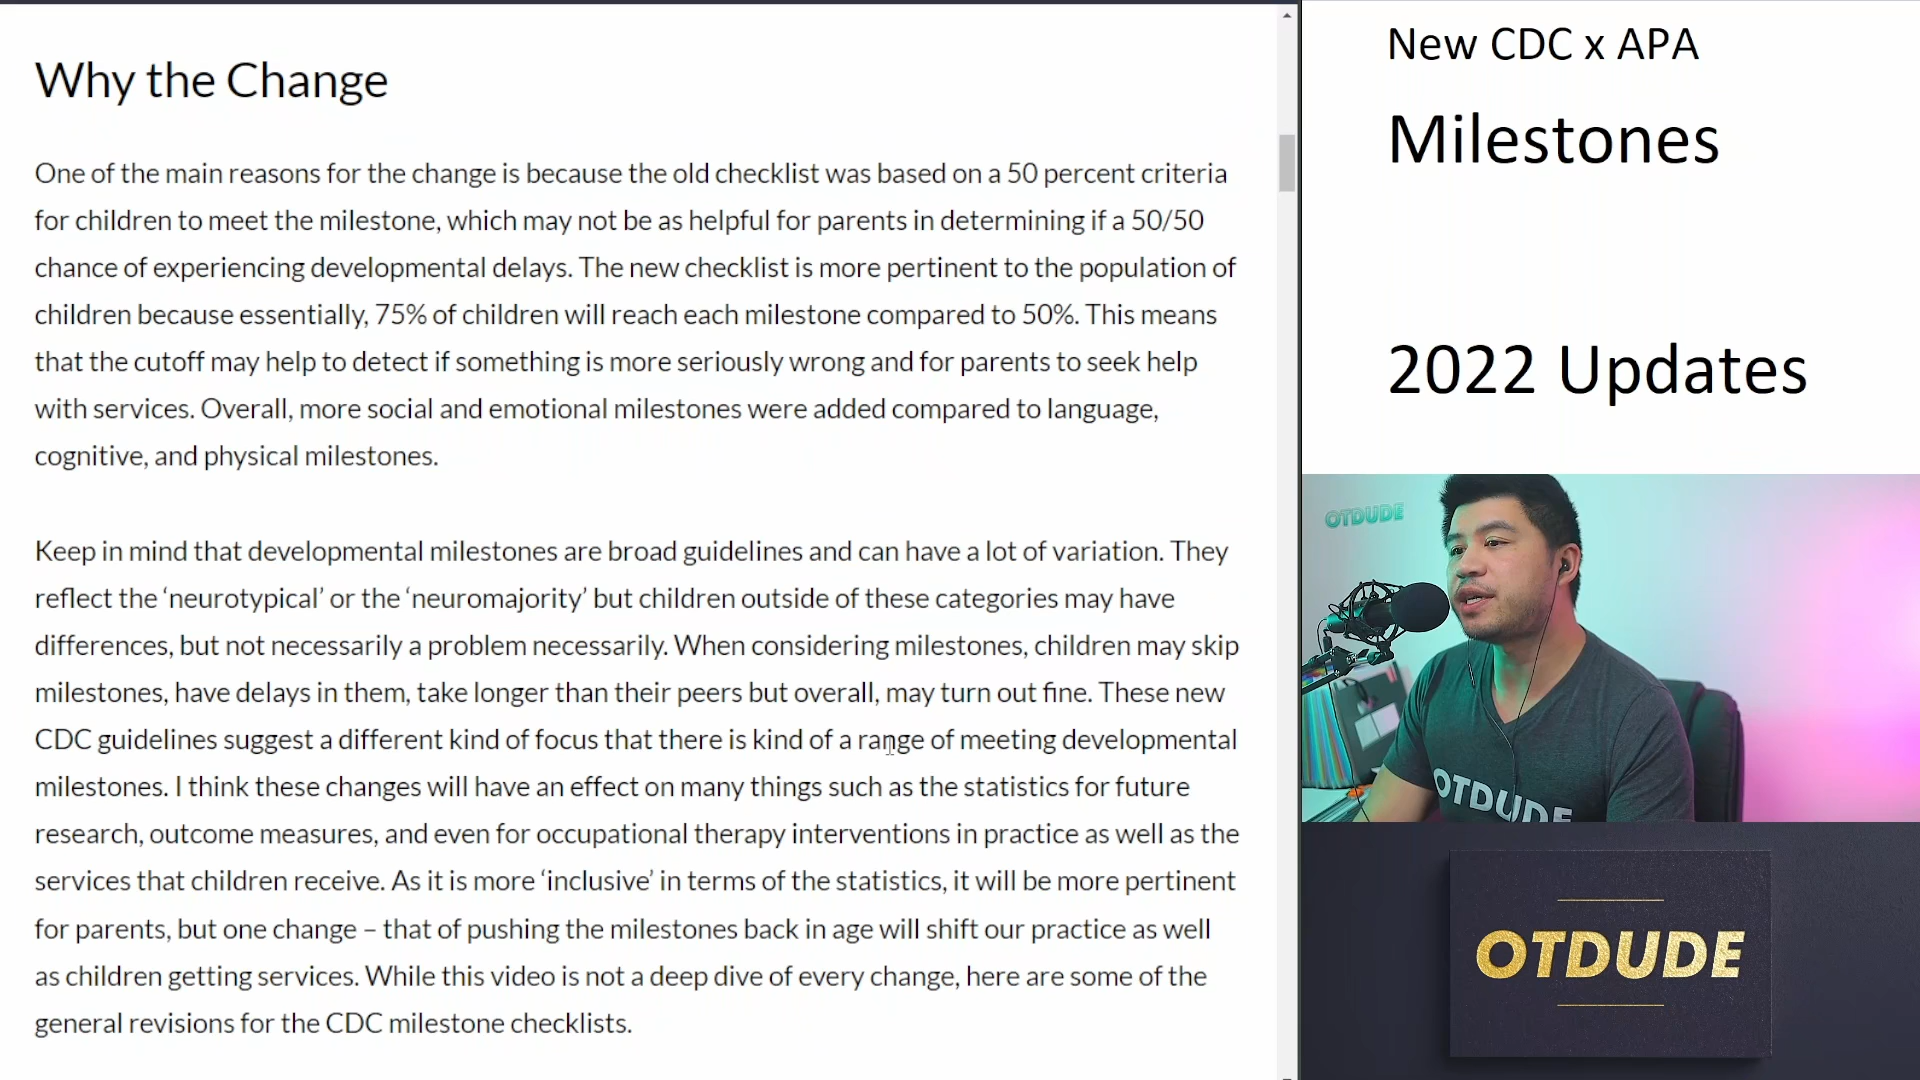 Why the Change
One of the main reasons for the change is because the old checklist was based on a 50 percent criteria
for children to meet the milestone, which may not be as helpful for parents in determining if a 50/50
chance of experiencing developmental delays. The new checklist is more pertinent to the population of
children because essentially, 75% of children will reach each milestone compared to 50%. This means
that the cutoff may help to detect if something is more seriously wrong and for parents to seek help
with services. Overall, more social and emotional milestones were added compared to language,
cognitive, and physical milestones.
Keep in mind that developmental milestones are broad guidelines and can have a lot of variation. They
reflect the ‘neurotypical’ or the ‘neuromajority’ but children outside of these categories may have
differences, but not necessarily a problem necessarily. When considering milestones, children may skip
milestones, have delays in them, take longer than their peers but overall, may turn out fine. These new
CDC guidelines suggest a different kind of focus that there is kind of a range of meeting developmental
milestones. I think these changes will have an effect on many things such as the statistics for future
research, outcome measures, and even for occupational therapy interventions in practice as well as the
services that children receive. As it is more ‘inclusive’ in terms of the statistics, it will be more pertinent
for parents, but one change – that of pushing the milestones back in age will shift our practice as well
as children getting services. While this video is not a deep dive of every change, here are some of the
general revisions for the CDC milestone checklists.
New CDC x APA
Milestones
2022 Updates
OTDUDE
OTDUDE
OTDUDE